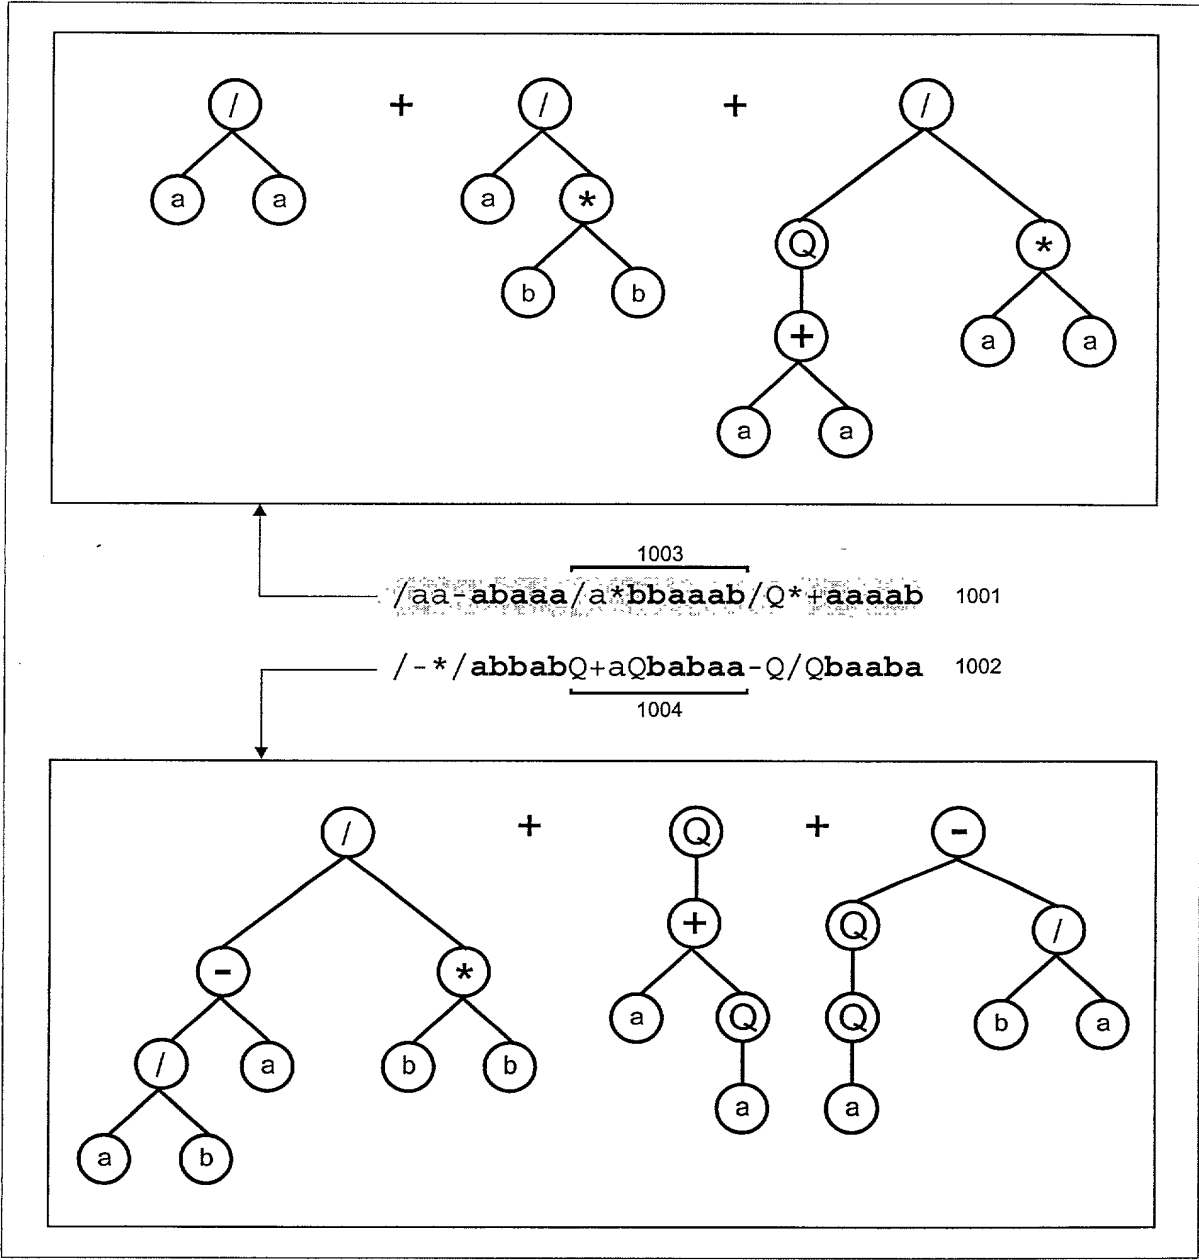 / + / + /
a a a *
Q *
b b
+ a a
a a
1003
/aa-abaaa/a*bbaaab/Q*+aaaab 1001
/-*/abbabQ+aQbabaa-Q/Qbaaba 1002
1004
/ + Q + -
+ Q /
- * a Q Q b a
/ a b b
a a
a b